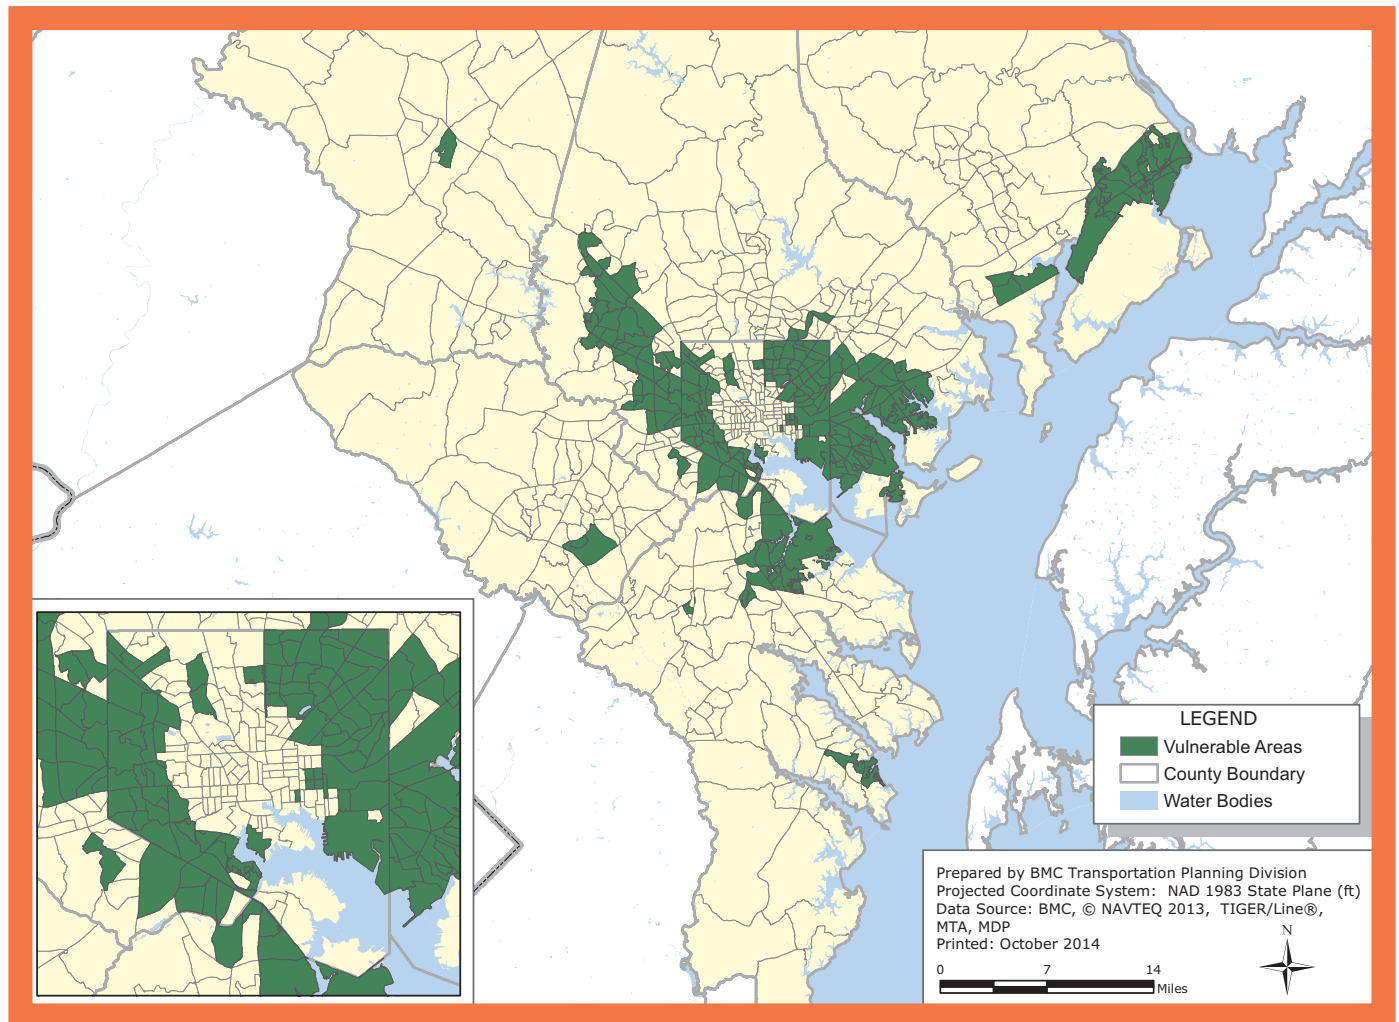 LEGEND
Vulnerable Areas
County Boundary
Water Bodies
Prepared by BMC Transportation Planning Division
Projected Coordinate System: NAD 1983 State Plane (ft)
Data Source: BMC, © NAVTEQ 2013, TIGER/Line®,
MTA, MDP
Printed: October 2014
N
0 7 14
Miles